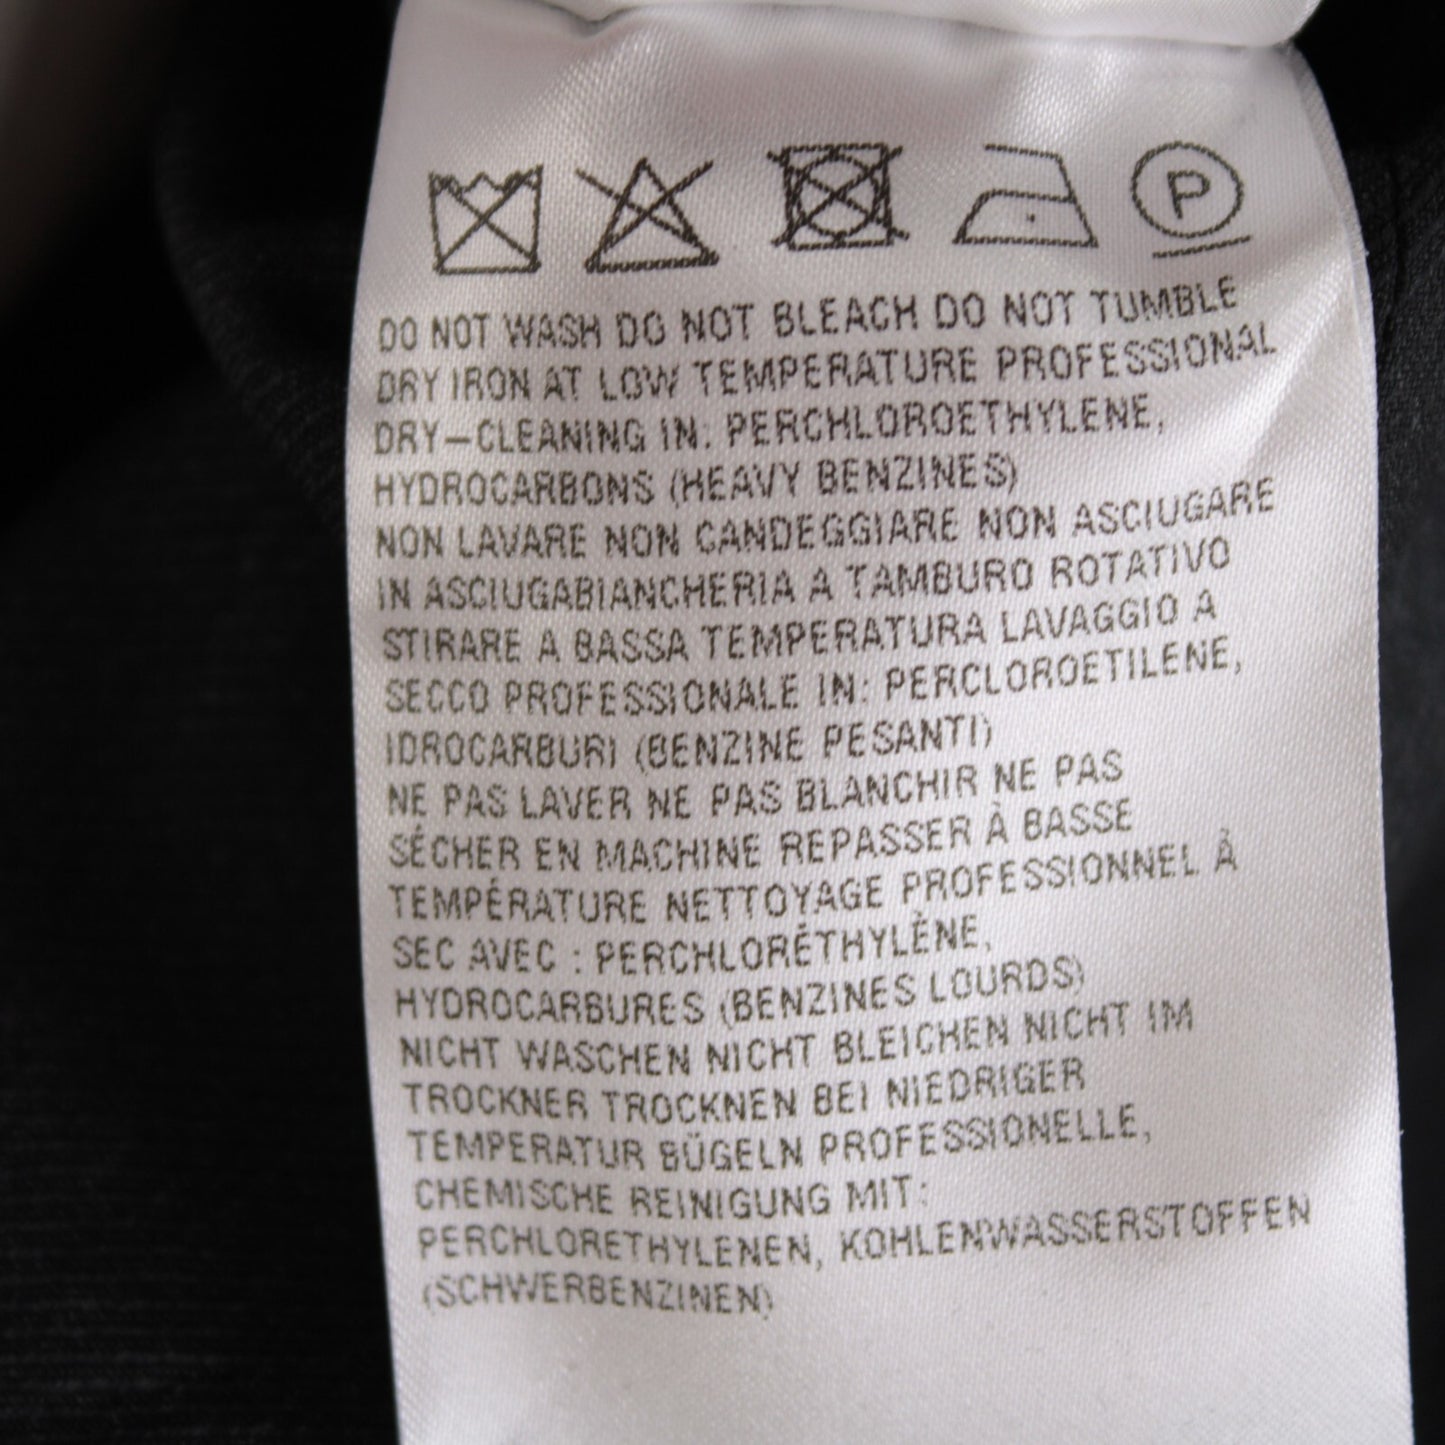 P
DO NOT WASH DO NOT BLEACH DO NOT TUMBLE
DRY IRON AT LOW TEMPERATURE PROFESSIONAL
DRY-CLEANING IN: PERCHLOROETHYLENE,
HYDROCARBONS (HEAVY BENZINES)
NON LAVARE NON CANDEGGIARE NON ASCIUGARE
IN ASCIUGABIANCHERIA A TAMBURO ROTATIVO
STIRARE A BASSA TEMPERATURA LAVAGGIO A
SECCO PROFESSIONALE IN: PERCLOROETILENE,
IDROCARBURI (BENZINE PESANTI)
NE PAS LAVER NE PAS BLANCHIR NE PAS
SÉCHER EN MACHINE REPASSER À BASSE
TEMPÉRATURE NETTOYAGE PROFESSIONNEL À
SEC AVEC : PERCHLORÉTHYLÈNE,
HYDROCARBURES (BENZINES LOURDS)
NICHT WASCHEN NICHT BLEICHEN NICHT IM
TROCKNER TROCKNEN BEI NIEDRIGER
TEMPERATUR BÜGELN PROFESSIONELLE,
CHEMISCHE REINIGUNG MIT:
PERCHLORETHYLENEN, KOHLENWASSERSTOFFEN
(SCHWERBENZINEN)